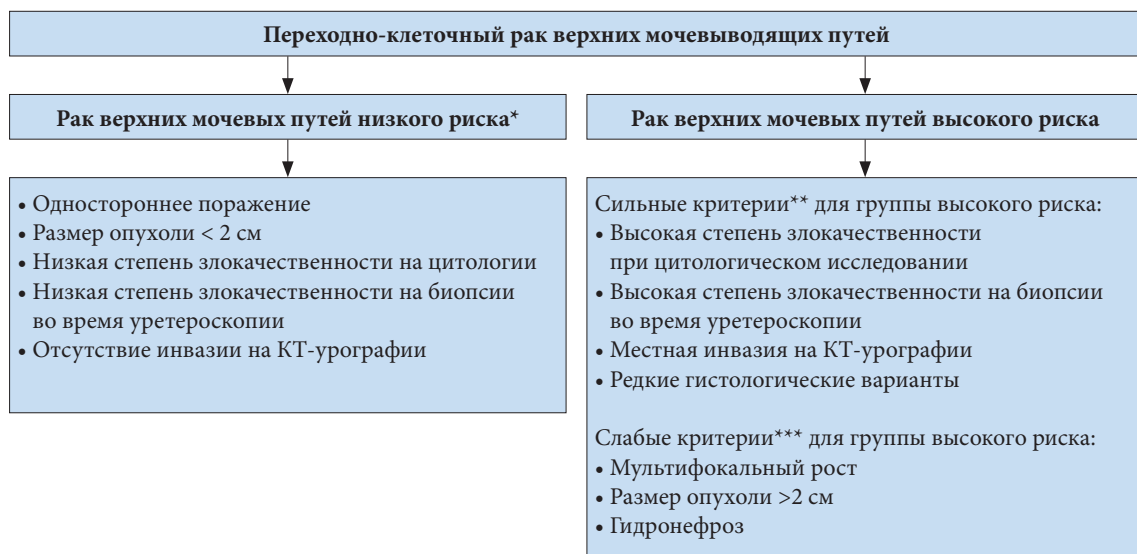 Переходно-клеточный рак верхних мочевыводящих путей
Рак верхних мочевых путей низкого риска*
• Одностороннее поражение
• Размер опухоли < 2 см
• Низкая степень злокачественности на цитологии
• Низкая степень злокачественности на биопсии
во время уретероскопии
• Отсутствие инвазии на КТ-урографии
Рак верхних мочевых путей высокого риска
Сильные критерии** для группы высокого риска:
• Высокая степень злокачественности
при цитологическом исследовании
• Высокая степень злокачественности на биопсии
во время уретероскопии
• Местная инвазия на КТ-урографии
• Редкие гистологические варианты
Слабые критерии*** для группы высокого риска:
• Мультифокальный рост
• Размер опухоли >2 см
• Гидронефроз